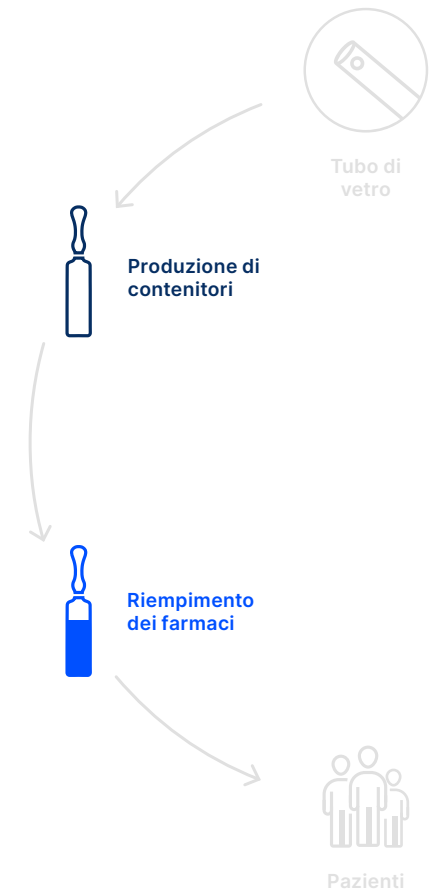 Tubo di
vetro
Produzione di
contenitori
Riempimento
dei farmaci
Pazienti